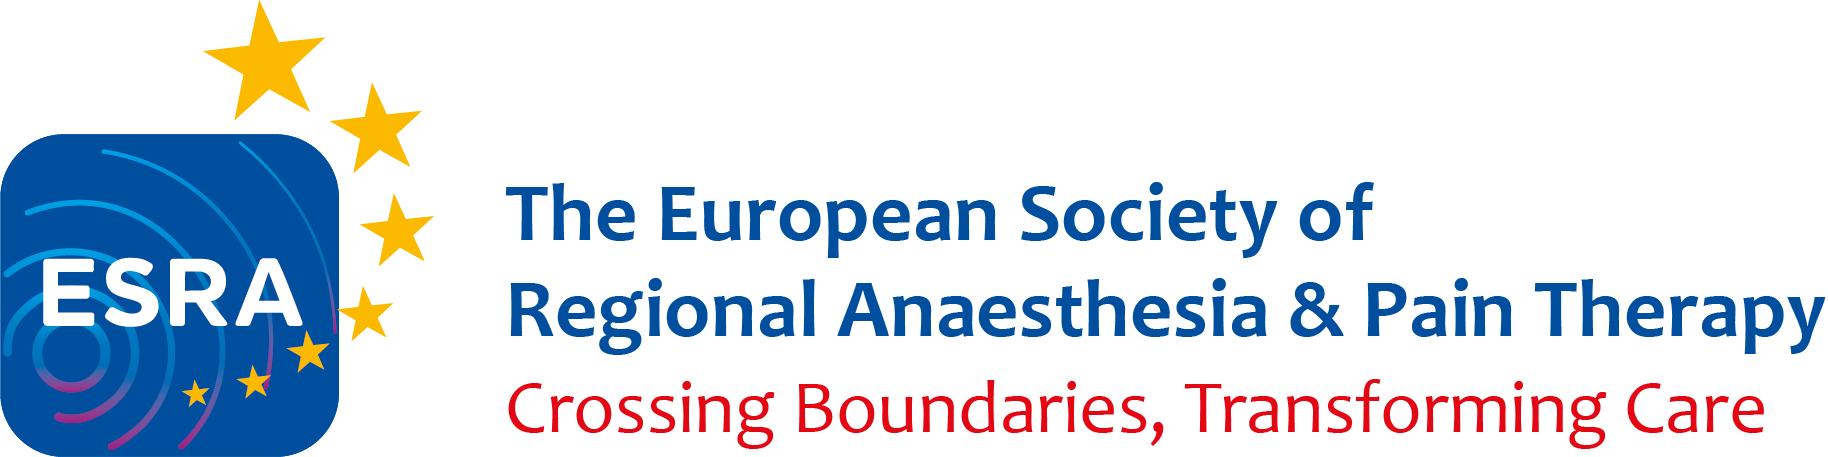 ESRA
The European Society of
Regional Anaesthesia & Pain Therapy
Crossing Boundaries, Transforming Care